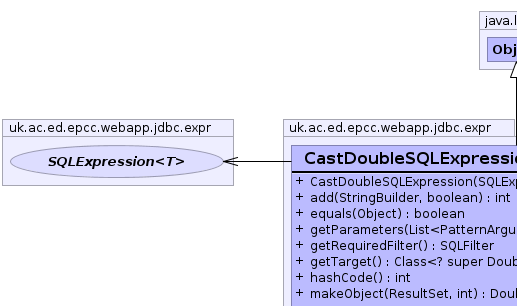 java.l
Obj
uk.ac.ed.epcc.webapp.jdbc.expr
SQLExpression<T>
uk.ac.ed.epcc.webapp.jdbc.expr
CastDoubleSQLExpressio
+ CastDoubleSQLExpression(SQLExp
+ add(StringBuilder, boolean) : int
+ equals(Object) : boolean
+ getParameters(List<PatternArgu
+ getRequiredFilter() : SQLFilter
+ getTarget() : Class<? super Doub
+ hashCode() : int
+ makeObject(ResultSet, int) : Doul